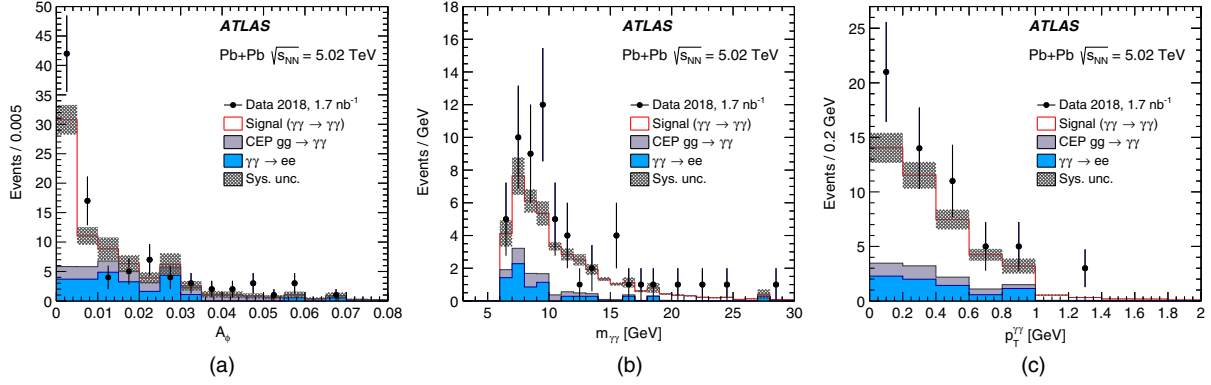 ATLAS
Pb+Pb √sNN = 5.02 TeV
Data 2018, 1.7 nb⁻¹
Signal (γγ → γγ)
CEP gg → γγ
γγ → ee
Sys. unc.
Events / 0.005
50
45
40
35
30
25
20
15
10
5
0
0 0.01 0.02 0.03 0.04 0.05 0.06 0.07 0.08
Aϕ
(a)
ATLAS
Pb+Pb √sNN = 5.02 TeV
Data 2018, 1.7 nb⁻¹
Signal (γγ → γγ)
CEP gg → γγ
γγ → ee
Sys. unc.
Events / GeV
18
16
14
12
10
8
6
4
2
0
5 10 15 20 25 30
mγγ [GeV]
(b)
ATLAS
Pb+Pb √sNN = 5.02 TeV
Data 2018, 1.7 nb⁻¹
Signal (γγ → γγ)
CEP gg → γγ
γγ → ee
Sys. unc.
Events / 0.2 GeV
25
20
15
10
5
0
0 0.2 0.4 0.6 0.8 1 1.2 1.4 1.6 1.8 2
pTγγ [GeV]
(c)